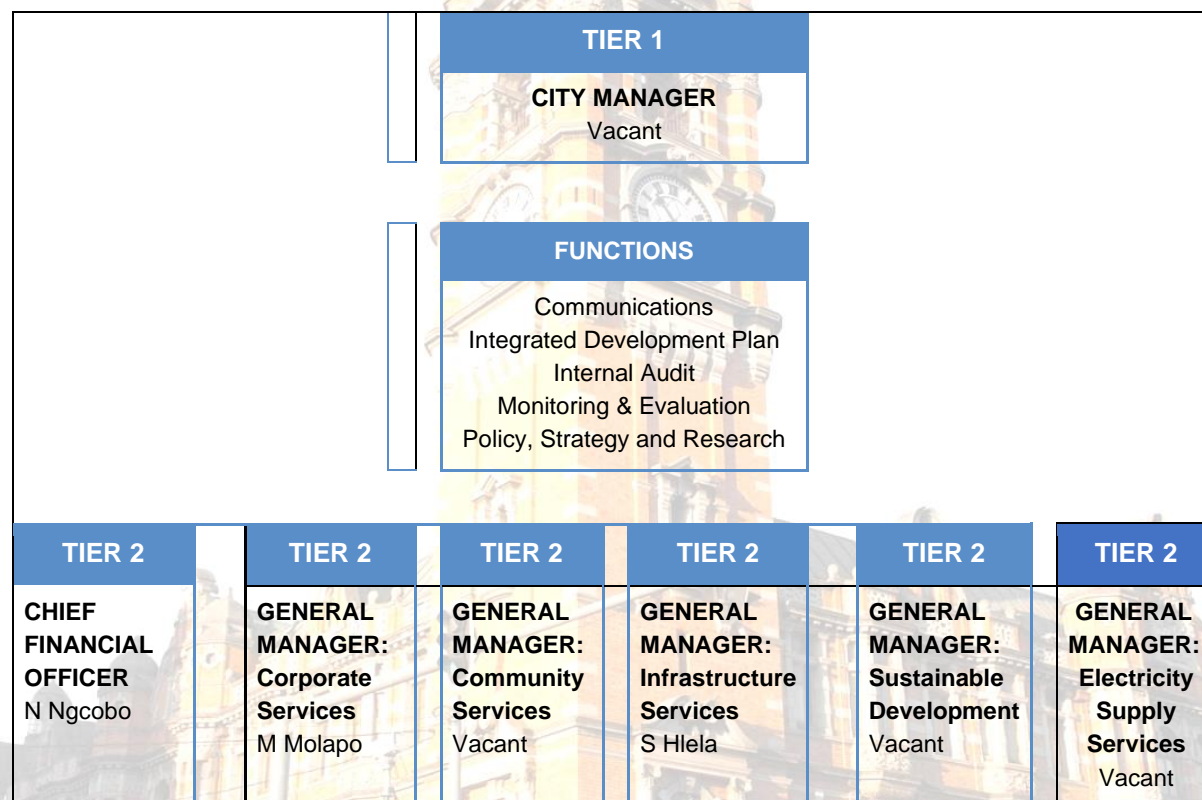 TIER 1
CITY MANAGER
Vacant
FUNCTIONS
Communications
Integrated Development Plan
Internal Audit
Monitoring & Evaluation
Policy, Strategy and Research
TIER 2
CHIEF
FINANCIAL
OFFICER
N Ngcobo
TIER 2
GENERAL
MANAGER:
Corporate
Services
M Molapo
TIER 2
GENERAL
MANAGER:
Community
Services
Vacant
TIER 2
GENERAL
MANAGER:
Infrastructure
Services
S Hlela
TIER 2
GENERAL
MANAGER:
Sustainable
Development
Vacant
TIER 2
GENERAL
MANAGER:
Electricity
Supply
Services
Vacant